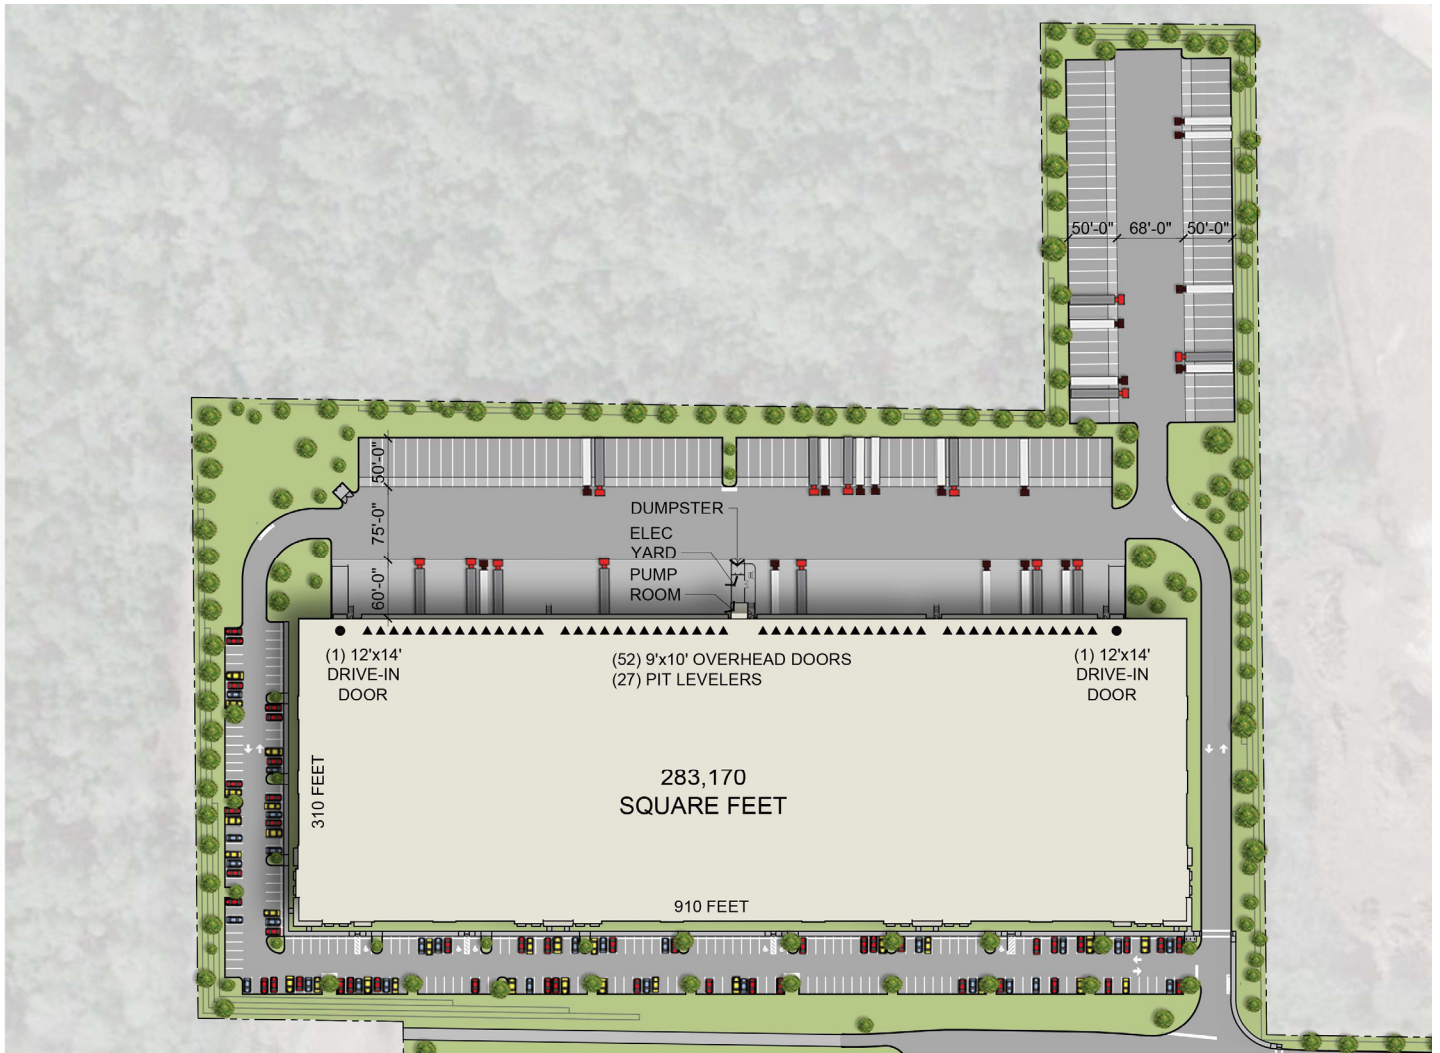 50'-0" 68'-0" 50'-0"
50'-0"
75'-0"
60'-0"
DUMPSTER
ELEC
YARD
PUMP
ROOM
(1) 12'x14'
DRIVE-IN
DOOR
(52) 9'x10' OVERHEAD DOORS
(27) PIT LEVELERS
(1) 12'x14'
DRIVE-IN
DOOR
310 FEET
283,170
SQUARE FEET
910 FEET